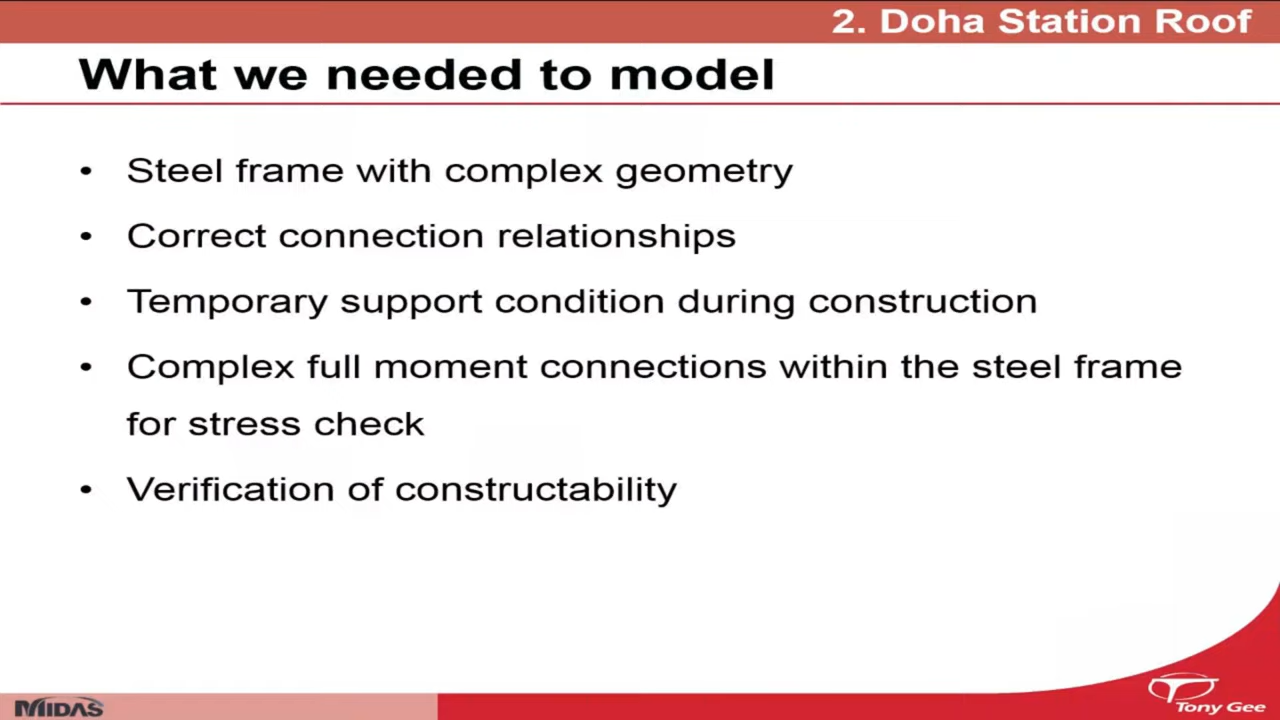 2. Doha Station Roof
What we needed to model
• Steel frame with complex geometry
• Correct connection relationships
• Temporary support condition during construction
• Complex full moment connections within the steel frame
for stress check
• Verification of constructability
MIDAS
Tony Gee